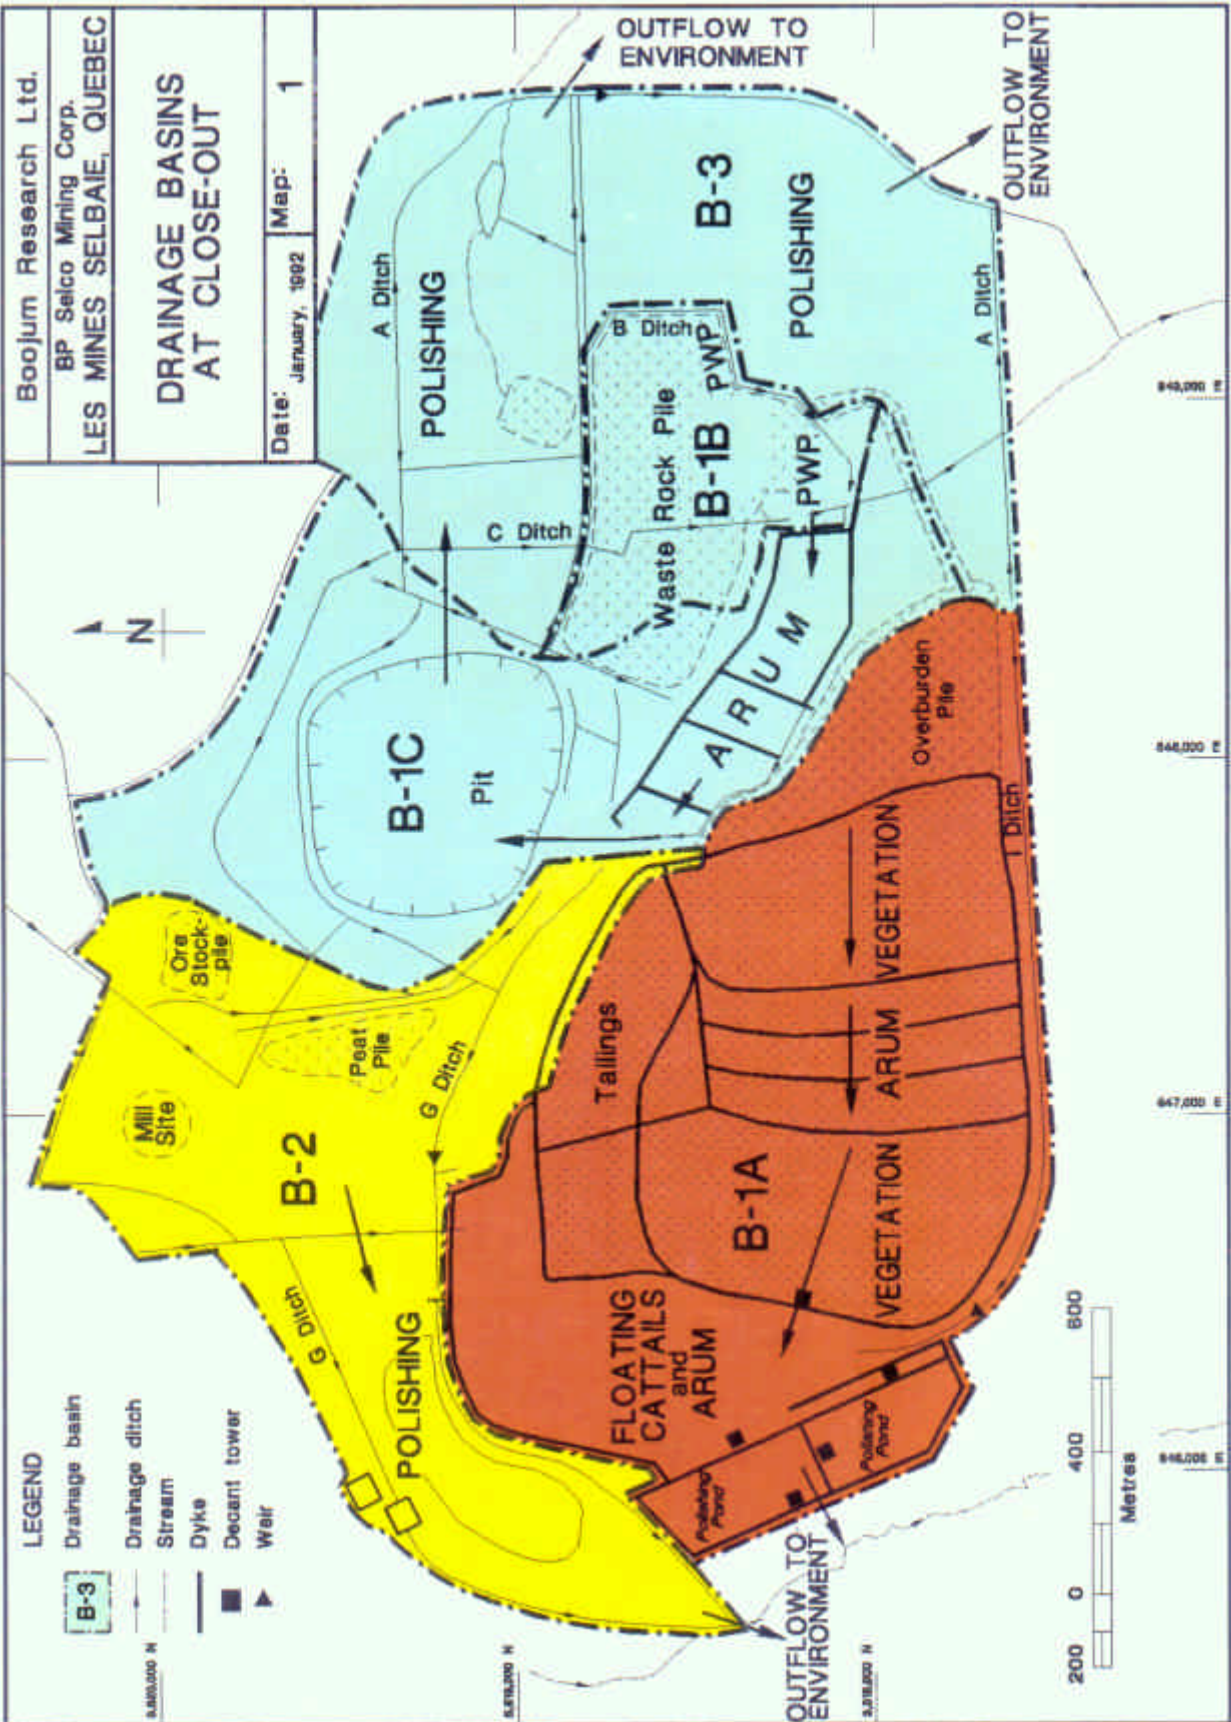 Boojum Research Ltd.
BP Selco Mining Corp.
LES MINES SELBAIE, QUEBEC
DRAINAGE BASINS
AT CLOSE-OUT
Date: January, 1992
Map: 1
LEGEND
B-3
Drainage basin
Drainage ditch
Stream
Dyke
Decant tower
Weir
N
OUTFLOW TO
ENVIRONMENT
OUTFLOW TO
ENVIRONMENT
A Ditch
POLISHING
B-3
POLISHING
A Ditch
B Ditch
PWP
Waste Rock Pile
B-1B
PWP
C Ditch
ARUM
B-1C
Pit
Overburden
Pile
I Ditch
Ore
Stock-
pile
Peat
Pile
Mill
Site
G Ditch
B-2
G Ditch
POLISHING
Tailings
VEGETATION
ARUM
B-1A
VEGETATION
FLOATING
CATTAILS
and
ARUM
Polishing
Pond
Polishing
Pond
OUTFLOW TO
ENVIRONMENT
200 0 400 600
Metres
647,000 E